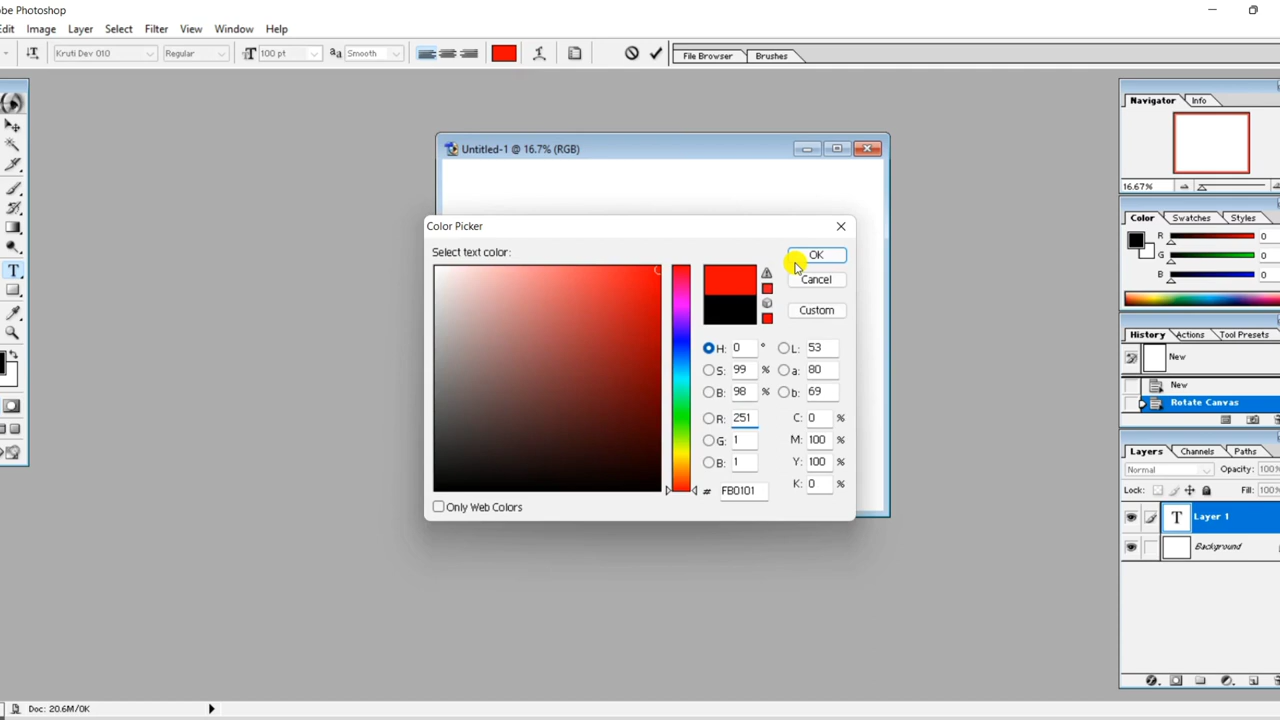 obe Photoshop
Edit Image Layer Select Filter View Window Help
Kruti Dev 010 Regular T 100 pt aa Smooth File Browser Brushes
Navigator Info
Untitled-1 @ 16.7% (RGB)
16.67%
Color Swatches Styles
R 0
G 0
B 0
Color Picker
Select text color:
OK
Cancel
Custom
H: 0 ° L: 53
S: 99 % a: 80
B: 98 % b: 69
R: 251 C: 0 %
G: 1 M: 100 %
B: 1 Y: 100 %
# FB0101 K: 0 %
Only Web Colors
History Actions Tool Presets
New
New
Rotate Canvas
Layers Channels Paths
Normal Opacity: 100%
Lock: Fill: 100%
T Layer 1
Background
Doc: 20.6M/0K